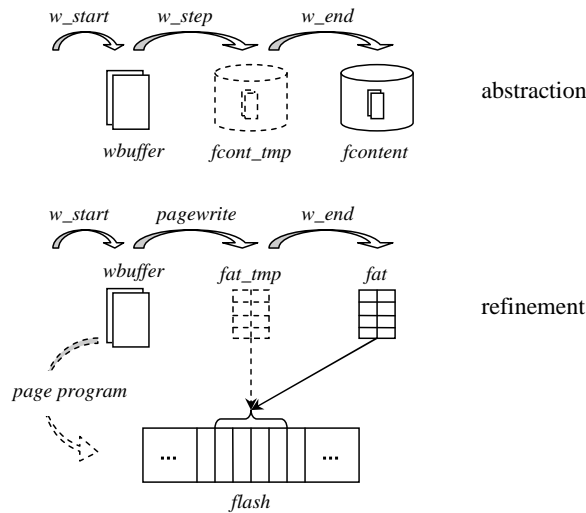 w_start w_step w_end
abstraction
wbuffer fcont_tmp fcontent
w_start pagewrite w_end
wbuffer fat_tmp fat
refinement
page program
... ...
flash